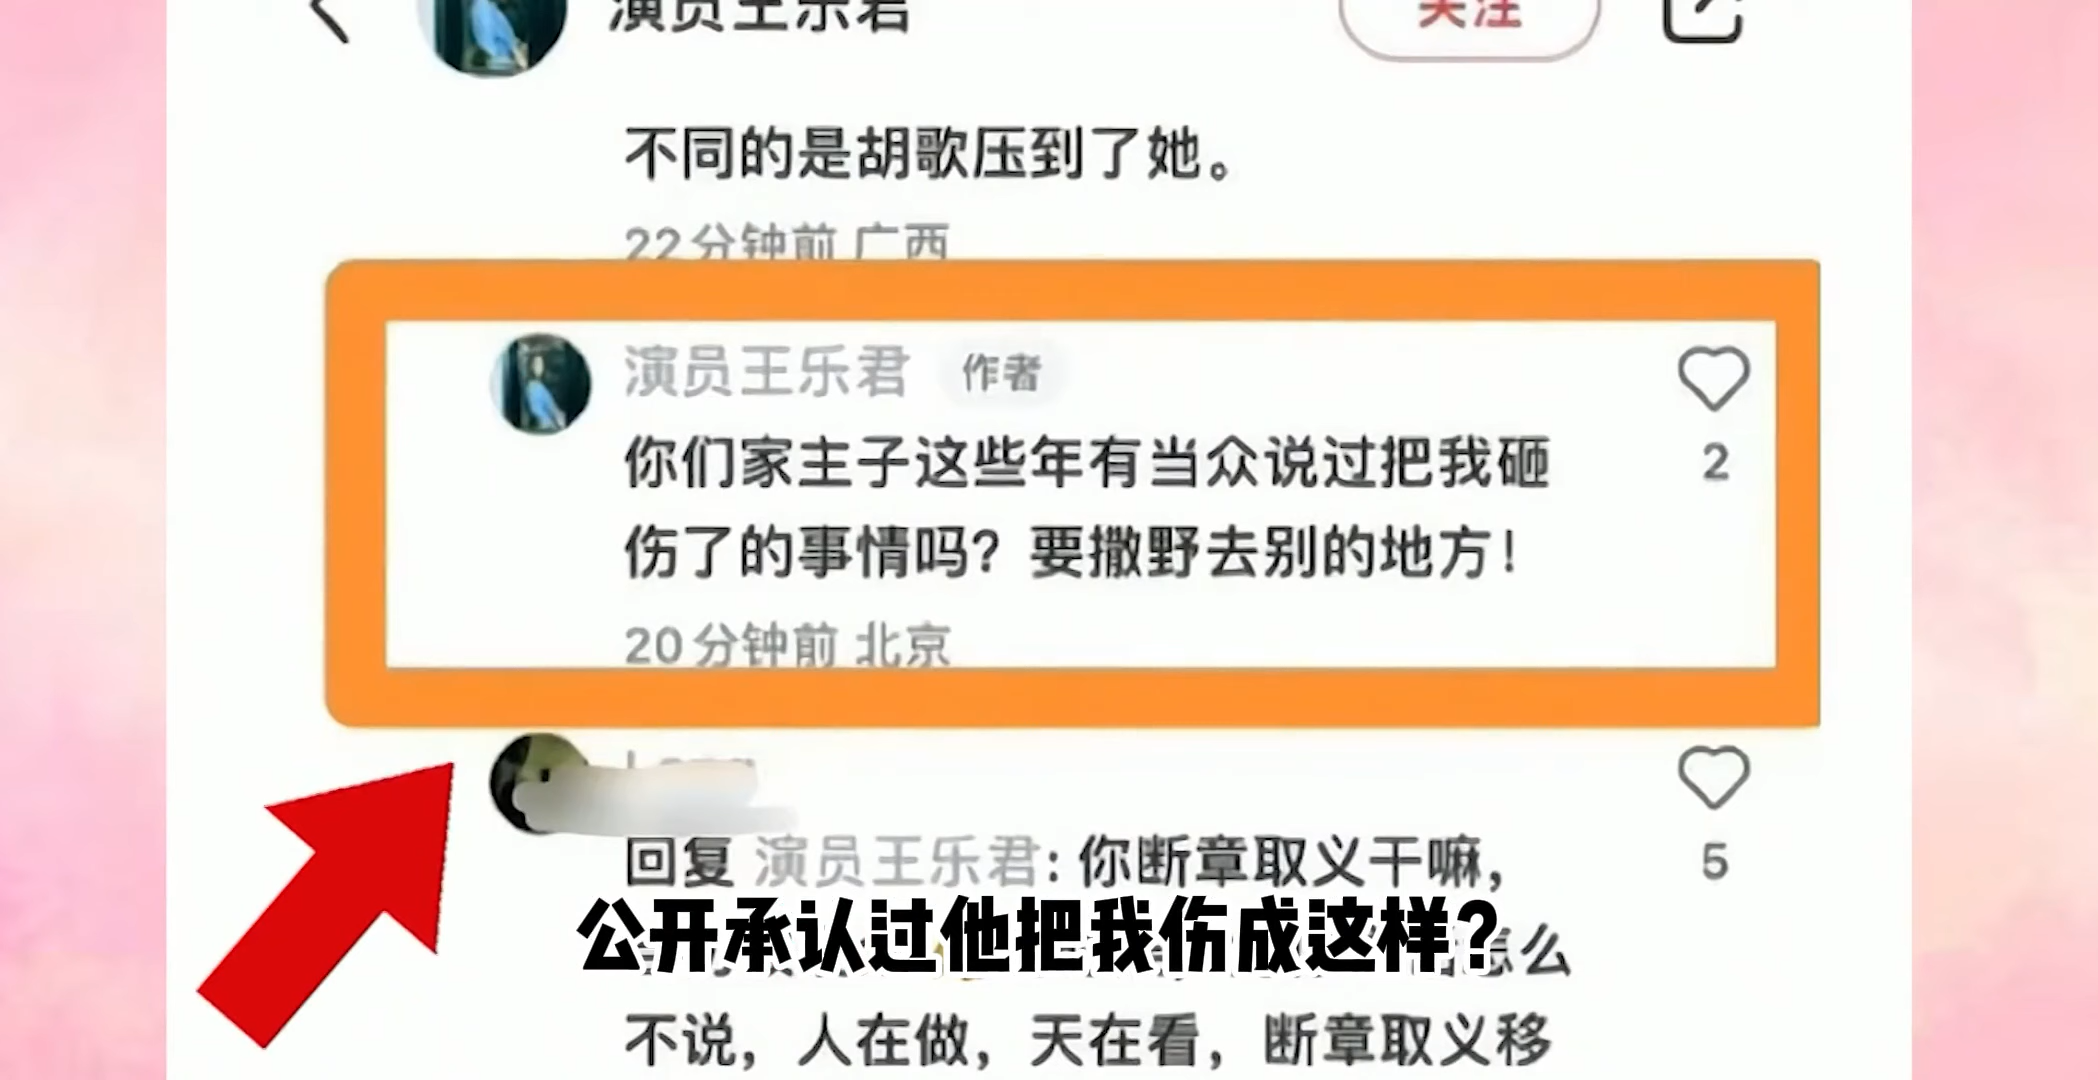 演员王乐君
关注
不同的是胡歌压到了她。
22分钟前 广西
演员王乐君 作者
你们家主子这些年有当众说过把我砸
2
伤了的事情吗？要撒野去别的地方！
20分钟前 北京
回复 演员王乐君：你断章取义干嘛，
5
公开承认过他把我伤成这样？
怎么
不说，人在做，天在看，断章取义移